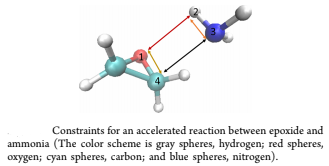 2
3
1
4
Constraints for an accelerated reaction between epoxide and
ammonia (The color scheme is gray spheres, hydrogen; red spheres,
oxygen; cyan spheres, carbon; and blue spheres, nitrogen).